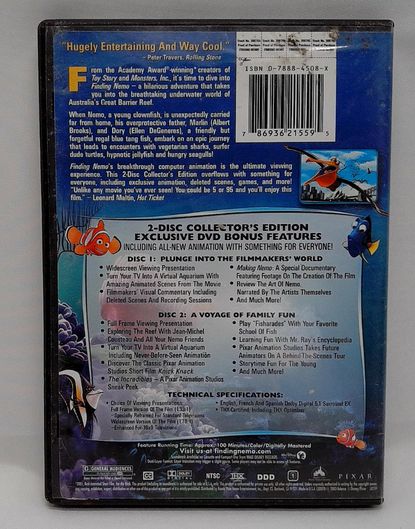 "Hugely Entertaining And Way Cool."
- Peter Travers, Rolling Stone
From the Academy Award®-winning creators of
Toy Story and Monsters, Inc., it's time to dive into
Finding Nemo – a hilarious adventure that takes
you into the breathtaking underwater world of
Australia's Great Barrier Reef.
When Nemo, a young clownfish, is unexpectedly carried
far from home, his overprotective father, Marlin (Albert
Brooks), and Dory (Ellen DeGeneres), a friendly but
forgetful regal blue tang fish, embark on an epic journey
that leads to encounters with vegetarian sharks, surfer
dude turtles, hypnotic jellyfish and hungry seagulls!
Finding Nemo's breakthrough computer animation is the ultimate viewing
experience. This 2-Disc Collector's Edition overflows with something for
everyone, including exclusive animation, deleted scenes, games, and more!
"Unlike any movie you've ever seen! You could be 5 or 95 and you'll enjoy this
film." – Leonard Maltin, Hot Ticket
ISBN 0-7888-4508-X
7 86936 21559 5
2-DISC COLLECTOR'S EDITION
EXCLUSIVE DVD BONUS FEATURES
INCLUDING ALL-NEW ANIMATION WITH SOMETHING FOR EVERYONE!
DISC 1: PLUNGE INTO THE FILMMAKERS' WORLD
• Widescreen Viewing Presentation
• Turn Your TV Into A Virtual Aquarium With
Amazing Animated Scenes From The Movie
• Filmmakers' Visual Commentary Including
Deleted Scenes And Recording Sessions
• Making Nemo: A Special Documentary
Featuring Footage On The Creation Of The Film
• Review The Art Of Nemo,
Narrated By The Artists Themselves
• And Much More!
DISC 2: A VOYAGE OF FAMILY FUN
• Full Frame Viewing Presentation
• Exploring The Reef With Jean-Michel
Cousteau And All Your Nemo Friends
• Turn Your TV Into A Virtual Aquarium
Including Never-Before-Seen Animation
• Discover The Classic Pixar Animation
Studios Short Film Knick Knack
• The Incredibles – A Pixar Animation Studios
Sneak Peek
• Play "Fisharades" With Your Favorite
School Of Fish
• Learning Fun With Mr. Ray's Encyclopedia
• Pixar Animation Studios Takes Future
Animators On A Behind-The-Scenes Tour
• Storytime Fun For The Young
• And Much More!
TECHNICAL SPECIFICATIONS:
• Choice Of Viewing Presentations
Full Frame Version Of The Film (1.33:1)
Widescreen Version Of The Film (1.78:1)
- Enhanced For 16x9 Televisions
• English, French And Spanish Dolby Digital 5.1 Surround EX
• THX Certified, Including THX Optimizer
Feature Running Time: Approx. 100 Minutes/Color/Digitally Mastered
Visit us at findingnemo.com
G GENERAL AUDIENCES
NTSC THX DDD 1 PIXAR